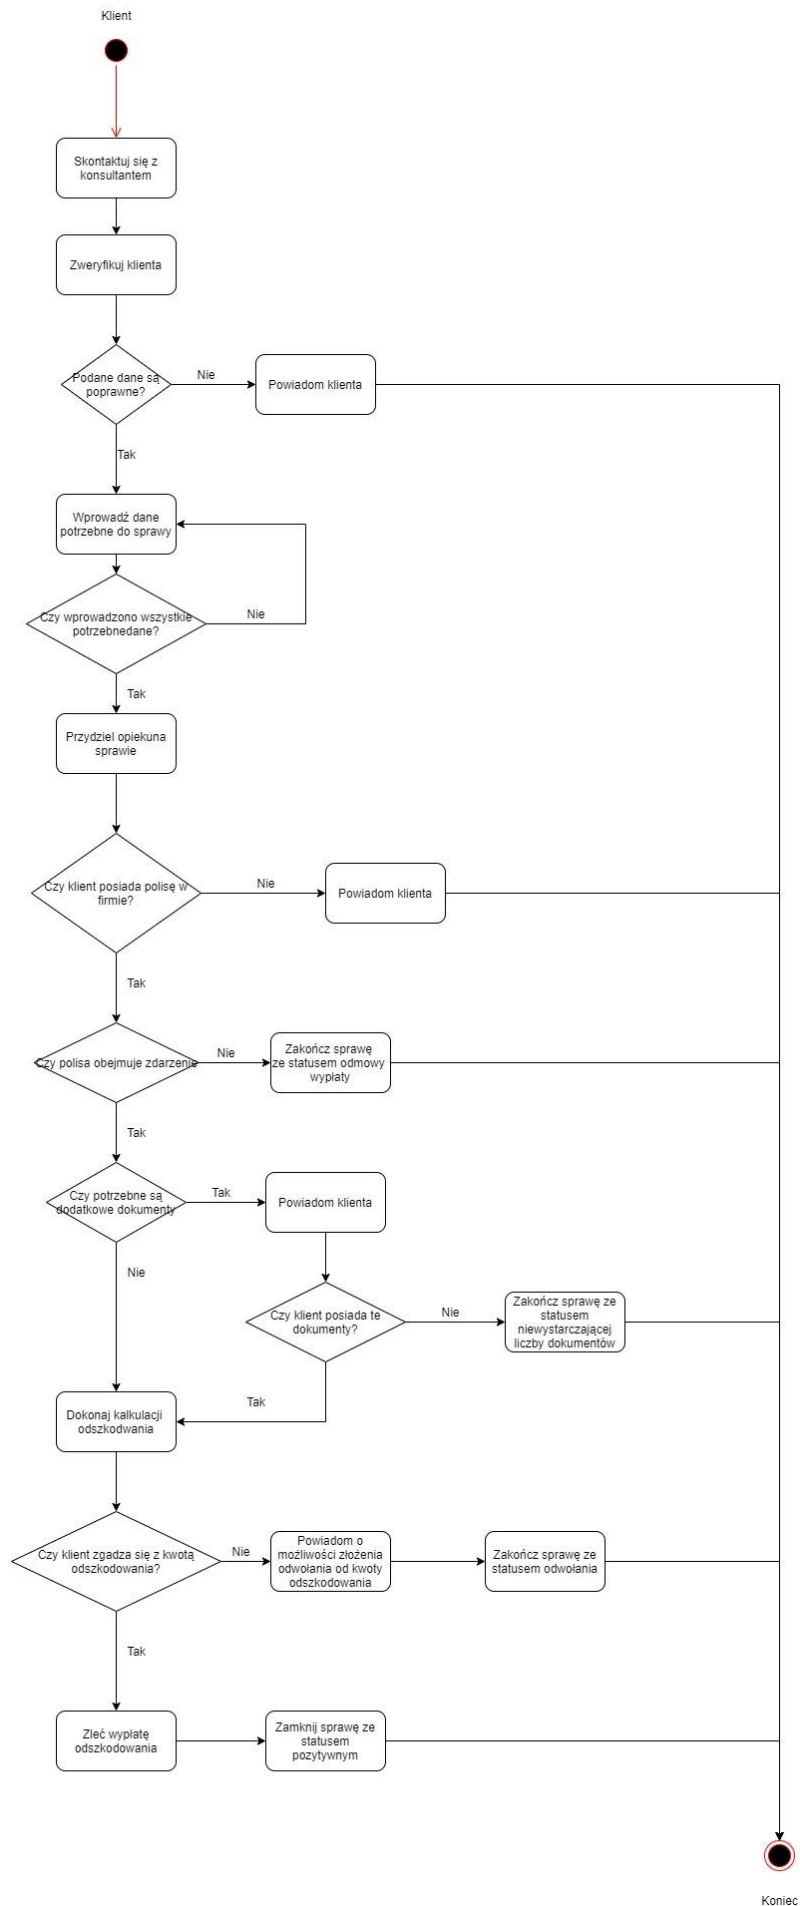 Klient
Skontaktuj się z
konsultantem
Zweryfikuj klienta
Podane dane są
poprawne?
Nie
Powiadom klienta
Tak
Wprowadź dane
potrzebne do sprawy
Czy wprowadzono wszystkie
potrzebnedane?
Nie
Tak
Przydziel opiekuna
sprawie
Czy klient posiada polisę w
firmie?
Nie
Powiadom klienta
Tak
Czy polisa obejmuje zdarzenie
Nie
Zakończ sprawę
ze statusem odmowy
wypłaty
Tak
Czy potrzebne są
dodatkowe dokumenty
Tak
Powiadom klienta
Nie
Czy klient posiada te
dokumenty?
Nie
Zakończ sprawę ze
statusem
niewystarczającej
liczby dokumentów
Tak
Dokonaj kalkulacji
odszkodwania
Czy klient zgadza się z kwotą
odszkodowania?
Nie
Powiadom o
możliwości złożenia
odwołania od kwoty
odszkodowania
Zakończ sprawę ze
statusem odwołania
Tak
Zleć wypłatę
odszkodowania
Zamknij sprawę ze
statusem
pozytywnym
Koniec